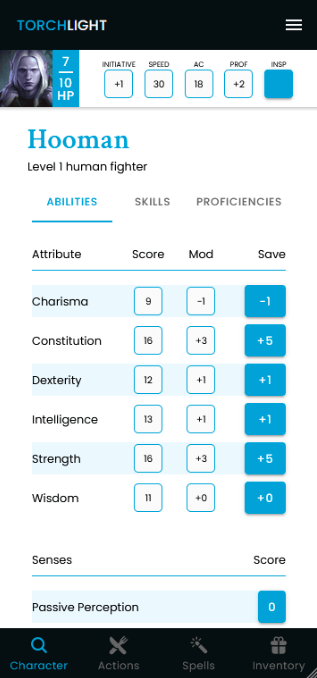 TORCHLIGHT
7
10
HP
INITIATIVE SPEED AC PROF INSP
+1 30 18 +2
Hooman
Level 1 human fighter
ABILITIES SKILLS PROFICIENCIES
Attribute Score Mod Save
Charisma 9 -1 -1
Constitution 16 +3 +5
Dexterity 12 +1 +1
Intelligence 13 +1 +1
Strength 16 +3 +5
Wisdom 11 +0 +0
Senses Score
Passive Perception 0
Character Actions Spells Inventory